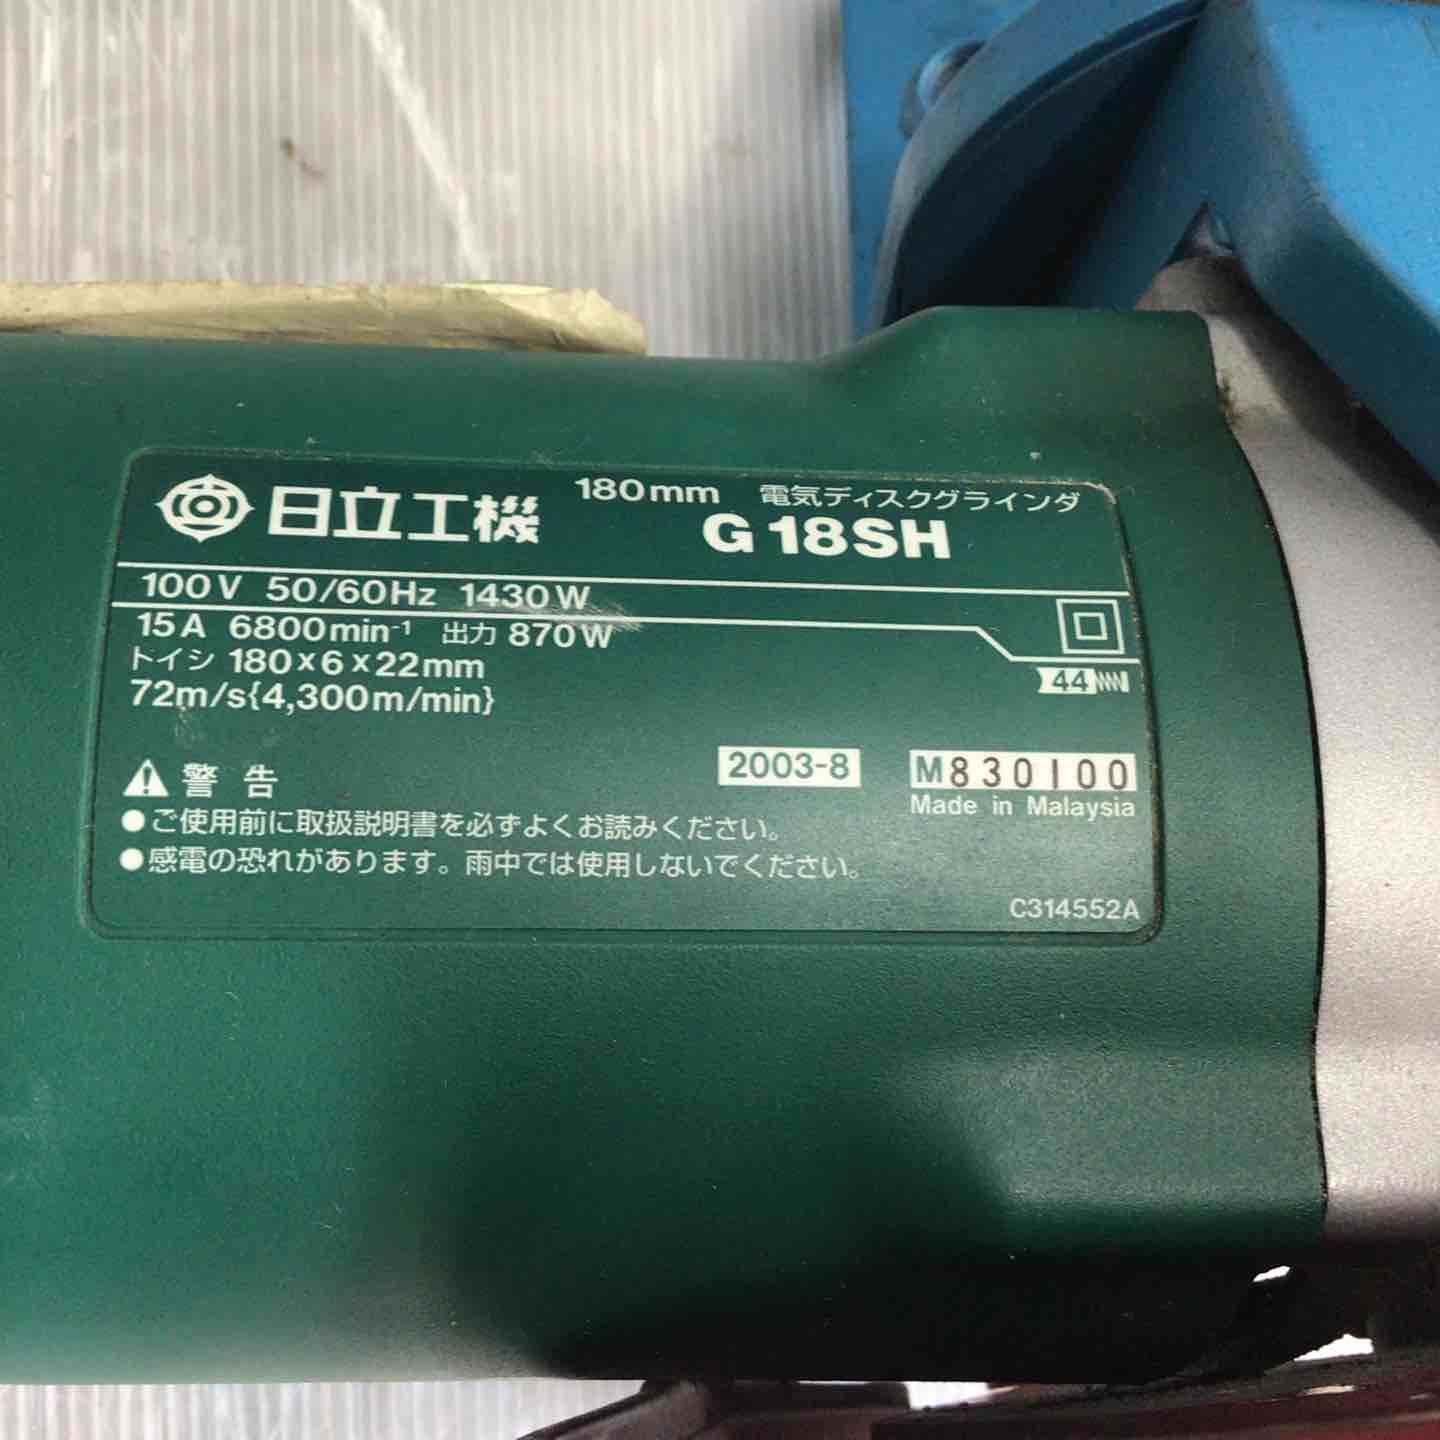 日立工機 180mm 電気ディスクグラインダ
G18SH
100V 50/60Hz 1430W
15A 6800min⁻¹ 出力 870W
トイシ 180×6×22mm
44
72m/s{4,300m/min}
2003-8 M830100
Made in Malaysia
警告
●ご使用前に取扱説明書を必ずよくお読みください。
●感電の恐れがあります。雨中では使用しないでください。
C314552A